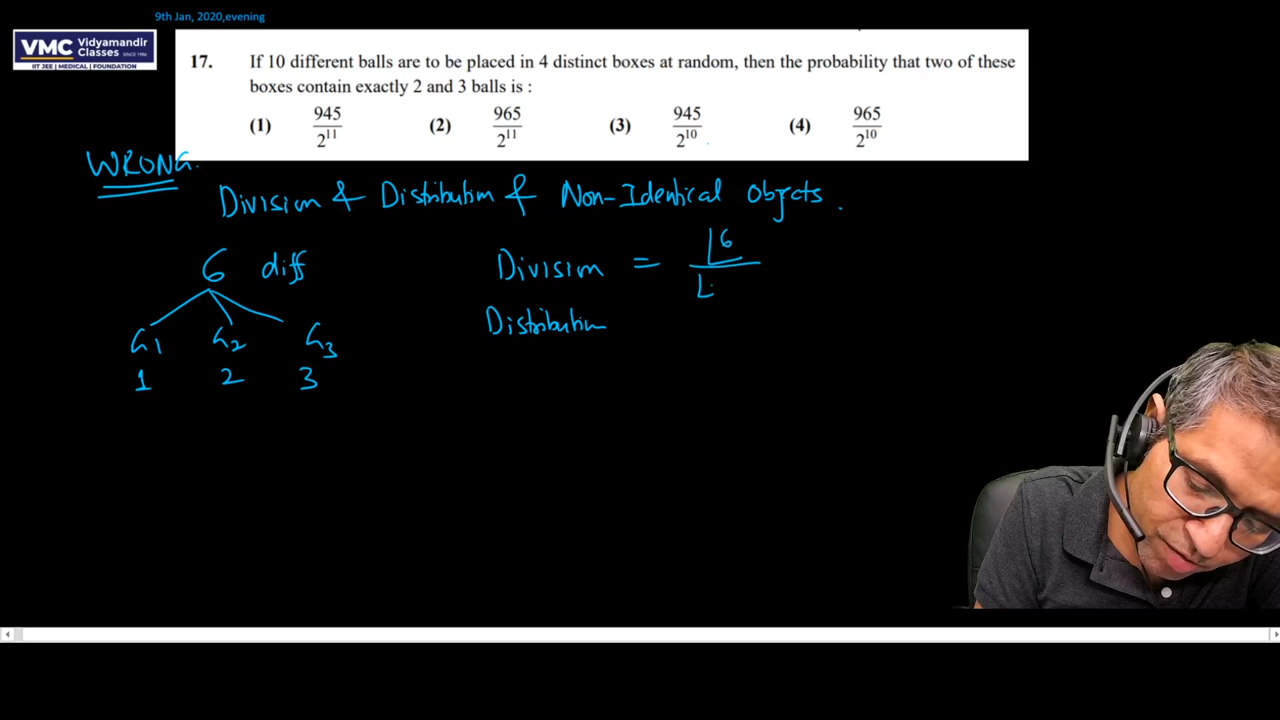 9th Jan, 2020,evening
VMC Vidyamandir Classes SINCE 1986
IIT JEE | MEDICAL | FOUNDATION
17. If 10 different balls are to be placed in 4 distinct boxes at random, then the probability that two of these
boxes contain exactly 2 and 3 balls is :
(1) 945/2^11 (2) 965/2^11 (3) 945/2^10 (4) 965/2^10
WRONG.
Division & Distribution of Non-Identical Objects.
6 diff
Division = ⌊6 / ⌊
Distribution
G1 G2 G3
1 2 3